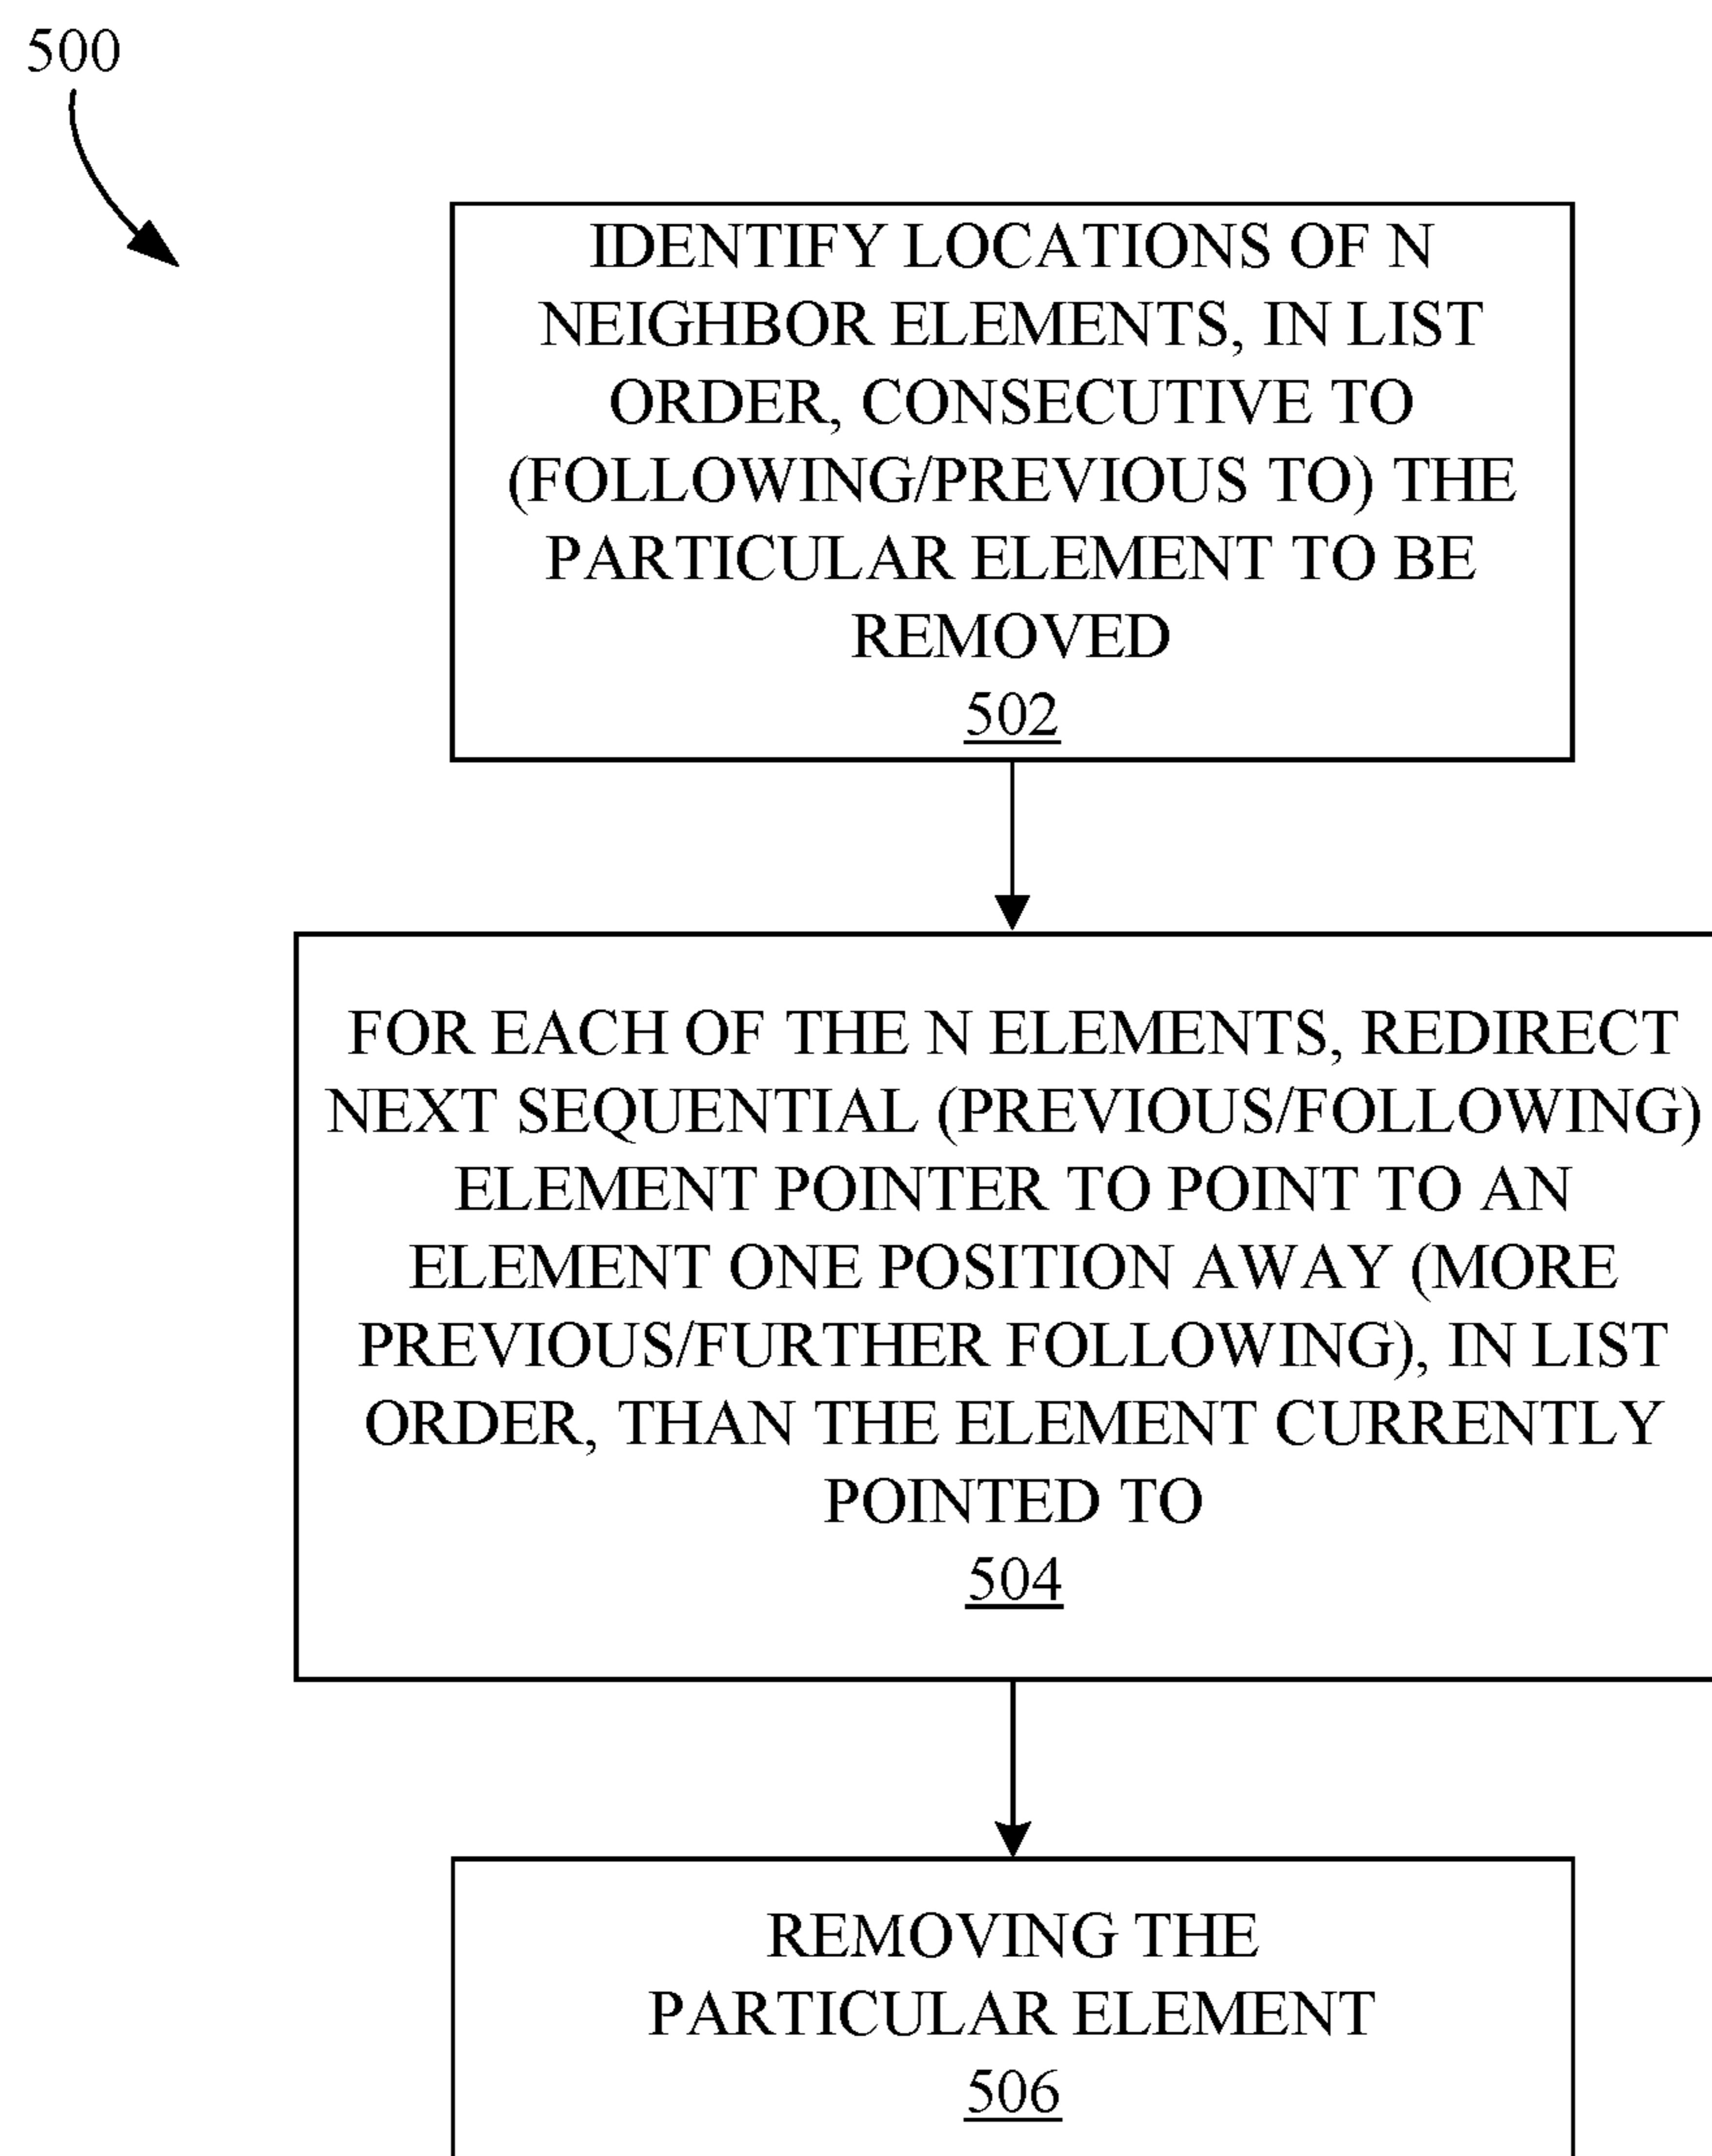 500
IDENTIFY LOCATIONS OF N
NEIGHBOR ELEMENTS, IN LIST
ORDER, CONSECUTIVE TO
(FOLLOWING/PREVIOUS TO) THE
PARTICULAR ELEMENT TO BE
REMOVED
502
FOR EACH OF THE N ELEMENTS, REDIRECT
NEXT SEQUENTIAL (PREVIOUS/FOLLOWING)
ELEMENT POINTER TO POINT TO AN
ELEMENT ONE POSITION AWAY (MORE
PREVIOUS/FURTHER FOLLOWING), IN LIST
ORDER, THAN THE ELEMENT CURRENTLY
POINTED TO
504
REMOVING THE
PARTICULAR ELEMENT
506